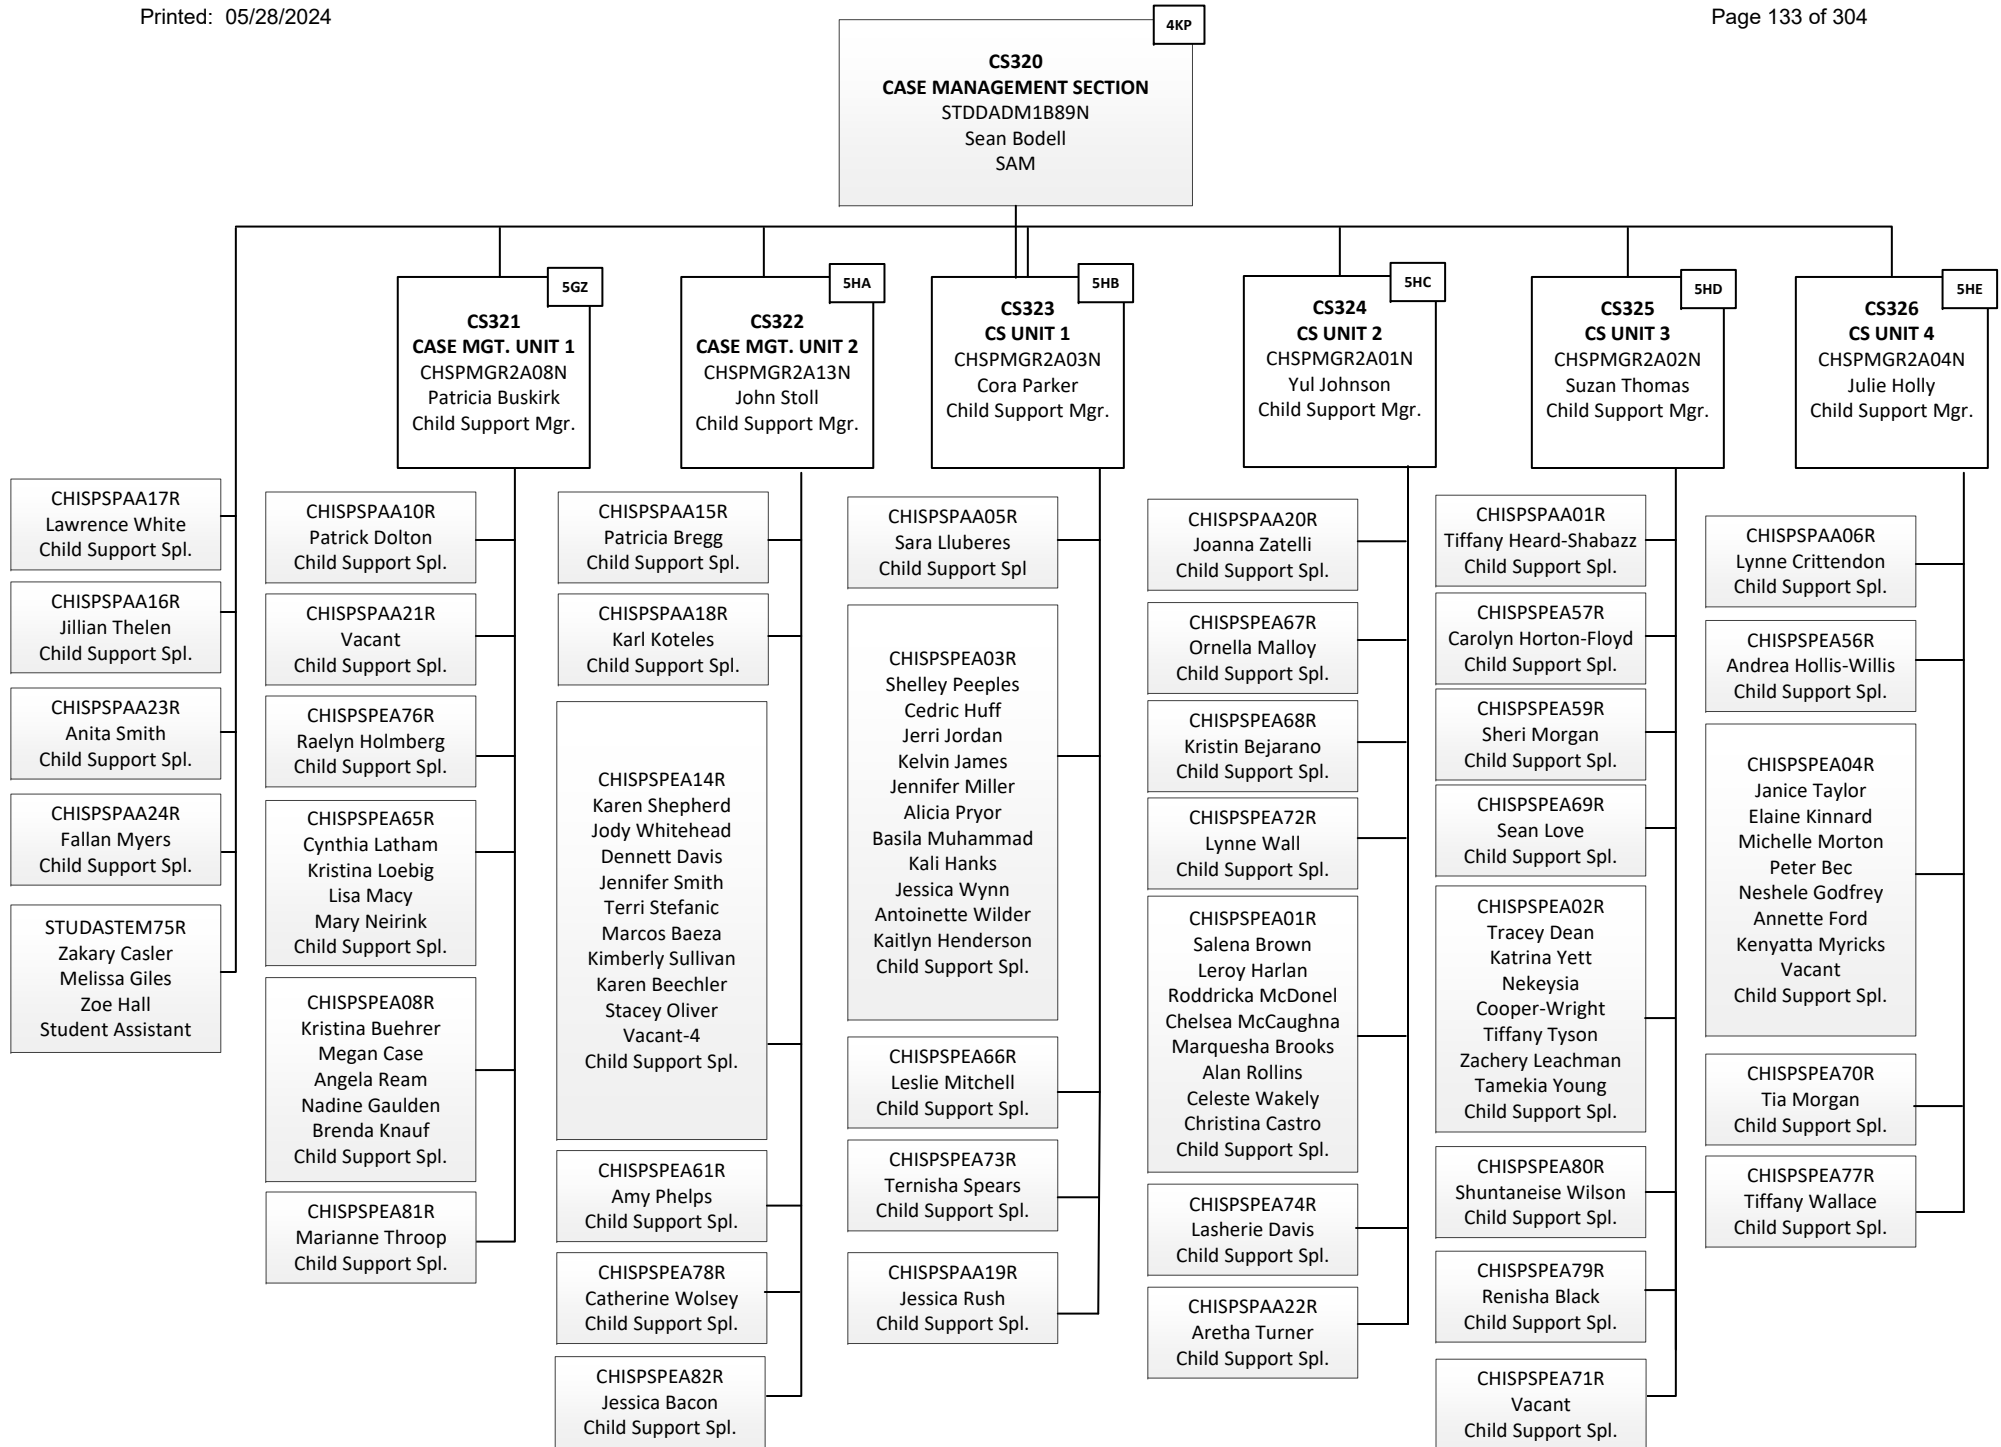 Printed:  05/28/2024
Page 133 of 304
4KP
CS320
CASE MANAGEMENT SECTION
STDDADM1B89N
Sean Bodell
SAM
5GZ
CS321
CASE MGT. UNIT 1
CHSPMGR2A08N
Patricia Buskirk
Child Support Mgr.
5HA
CS322
CASE MGT. UNIT 2
CHSPMGR2A13N
John Stoll
Child Support Mgr.
5HB
CS323
CS UNIT 1
CHSPMGR2A03N
Cora Parker
Child Support Mgr.
5HC
CS324
CS UNIT 2
CHSPMGR2A01N
Yul Johnson
Child Support Mgr.
5HD
CS325
CS UNIT 3
CHSPMGR2A02N
Suzan Thomas
Child Support Mgr.
5HE
CS326
CS UNIT 4
CHSPMGR2A04N
Julie Holly
Child Support Mgr.
CHISPSPAA17R
Lawrence White
Child Support Spl.
CHISPSPAA16R
Jillian Thelen
Child Support Spl.
CHISPSPAA23R
Anita Smith
Child Support Spl.
CHISPSPAA24R
Fallan Myers
Child Support Spl.
STUDASTEM75R
Zakary Casler
Melissa Giles
Zoe Hall
Student Assistant
CHISPSPAA10R
Patrick Dolton
Child Support Spl.
CHISPSPAA21R
Vacant
Child Support Spl.
CHISPSPEA76R
Raelyn Holmberg
Child Support Spl.
CHISPSPEA65R
Cynthia Latham
Kristina Loebig
Lisa Macy
Mary Neirink
Child Support Spl.
CHISPSPEA08R
Kristina Buehrer
Megan Case
Angela Ream
Nadine Gaulden
Brenda Knauf
Child Support Spl.
CHISPSPEA81R
Marianne Throop
Child Support Spl.
CHISPSPAA15R
Patricia Bregg
Child Support Spl.
CHISPSPAA18R
Karl Koteles
Child Support Spl.
CHISPSPEA14R
Karen Shepherd
Jody Whitehead
Dennett Davis
Jennifer Smith
Terri Stefanic
Marcos Baeza
Kimberly Sullivan
Karen Beechler
Stacey Oliver
Vacant-4
Child Support Spl.
CHISPSPEA61R
Amy Phelps
Child Support Spl.
CHISPSPEA78R
Catherine Wolsey
Child Support Spl.
CHISPSPEA82R
Jessica Bacon
Child Support Spl.
CHISPSPAA05R
Sara Lluberes
Child Support Spl
CHISPSPEA03R
Shelley Peeples
Cedric Huff
Jerri Jordan
Kelvin James
Jennifer Miller
Alicia Pryor
Basila Muhammad
Kali Hanks
Jessica Wynn
Antoinette Wilder
Kaitlyn Henderson
Child Support Spl.
CHISPSPEA66R
Leslie Mitchell
Child Support Spl.
CHISPSPEA73R
Ternisha Spears
Child Support Spl.
CHISPSPAA19R
Jessica Rush
Child Support Spl.
CHISPSPAA20R
Joanna Zatelli
Child Support Spl.
CHISPSPEA67R
Ornella Malloy
Child Support Spl.
CHISPSPEA68R
Kristin Bejarano
Child Support Spl.
CHISPSPEA72R
Lynne Wall
Child Support Spl.
CHISPSPEA01R
Salena Brown
Leroy Harlan
Roddricka McDonel
Chelsea McCaughna
Marquesha Brooks
Alan Rollins
Celeste Wakely
Christina Castro
Child Support Spl.
CHISPSPEA74R
Lasherie Davis
Child Support Spl.
CHISPSPAA22R
Aretha Turner
Child Support Spl.
CHISPSPAA01R
Tiffany Heard-Shabazz
Child Support Spl.
CHISPSPEA57R
Carolyn Horton-Floyd
Child Support Spl.
CHISPSPEA59R
Sheri Morgan
Child Support Spl.
CHISPSPEA69R
Sean Love
Child Support Spl.
CHISPSPEA02R
Tracey Dean
Katrina Yett
Nekeysia
Cooper-Wright
Tiffany Tyson
Zachery Leachman
Tamekia Young
Child Support Spl.
CHISPSPEA80R
Shuntaneise Wilson
Child Support Spl.
CHISPSPEA79R
Renisha Black
Child Support Spl.
CHISPSPEA71R
Vacant
Child Support Spl.
CHISPSPAA06R
Lynne Crittendon
Child Support Spl.
CHISPSPEA56R
Andrea Hollis-Willis
Child Support Spl.
CHISPSPEA04R
Janice Taylor
Elaine Kinnard
Michelle Morton
Peter Bec
Neshele Godfrey
Annette Ford
Kenyatta Myricks
Vacant
Child Support Spl.
CHISPSPEA70R
Tia Morgan
Child Support Spl.
CHISPSPEA77R
Tiffany Wallace
Child Support Spl.